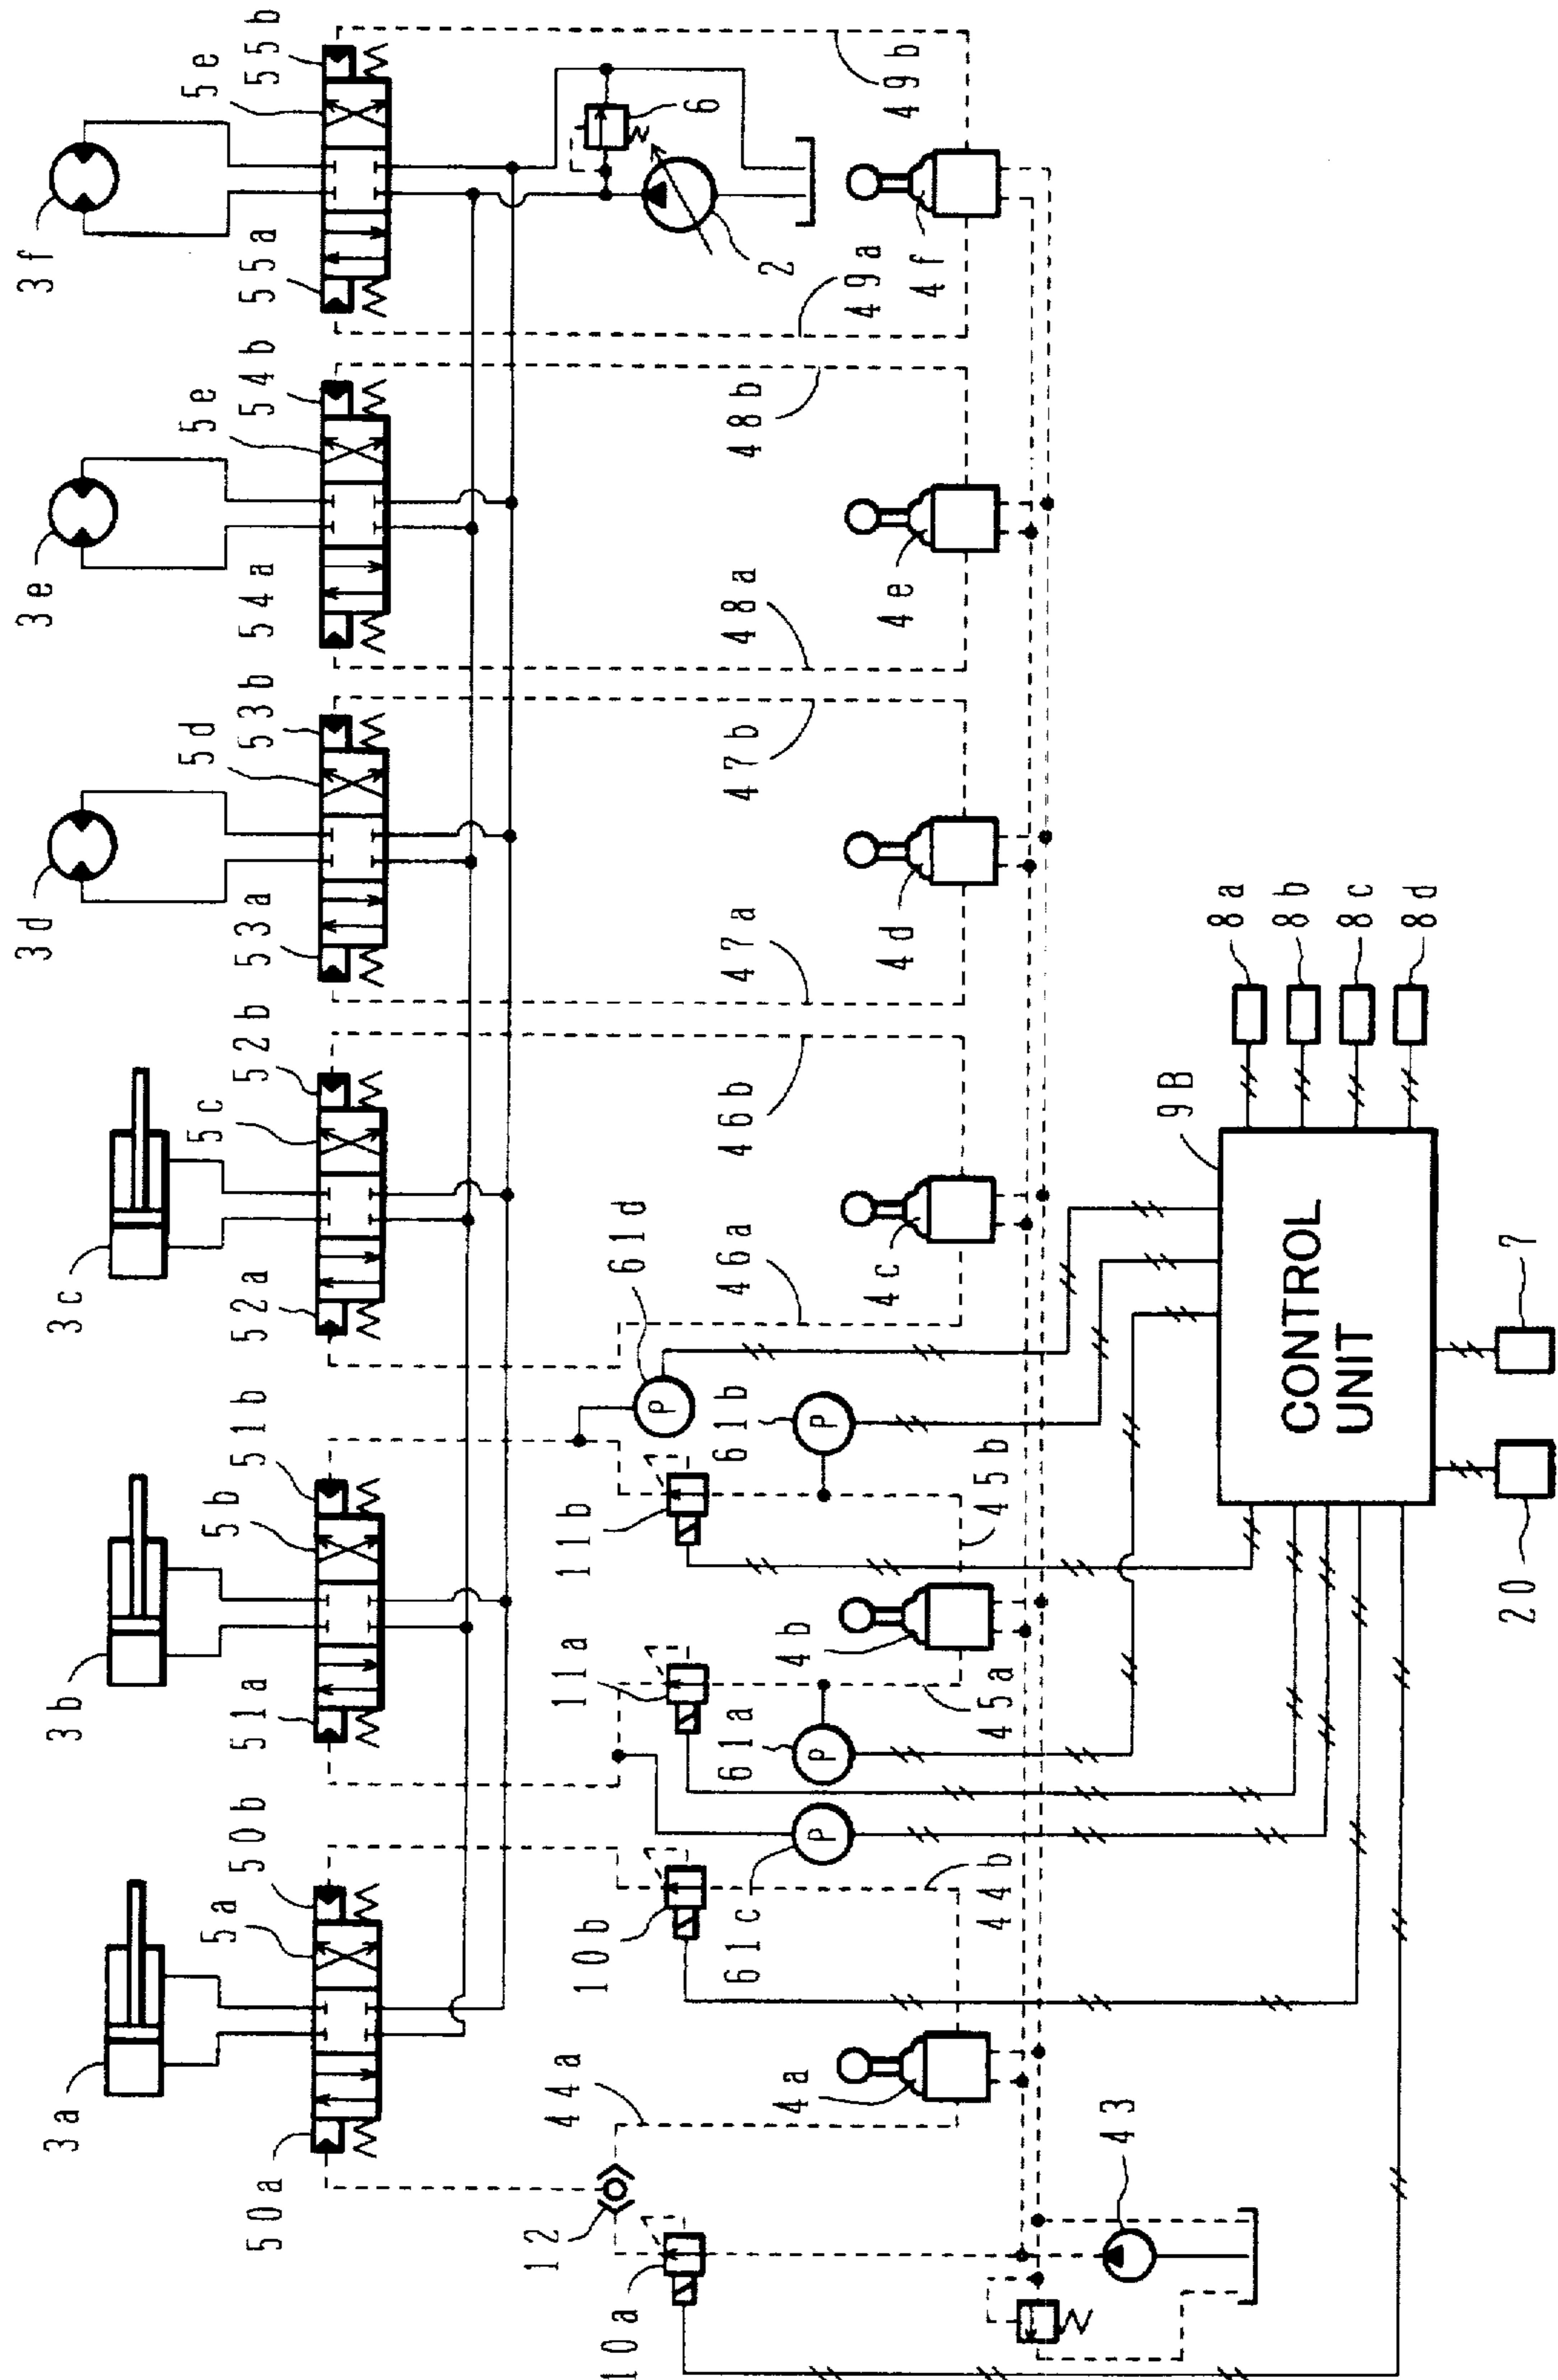 3f
3e
3d
3c
3b
3a
5e
55b
55a
5e
54b
54a
5d
53b
53a
5c
52b
52a
5b
51b
51a
5a
50b
50a
6
2
49b
49a
4f
48b
48a
4e
47b
47a
4d
46b
46a
4c
61d
P
61b
P
11b
45b
4b
11a
45a
61a
P
61c
P
10b
44b
4a
44a
12
10a
43
8a
8b
8c
8d
9B
CONTROL
UNIT
7
20